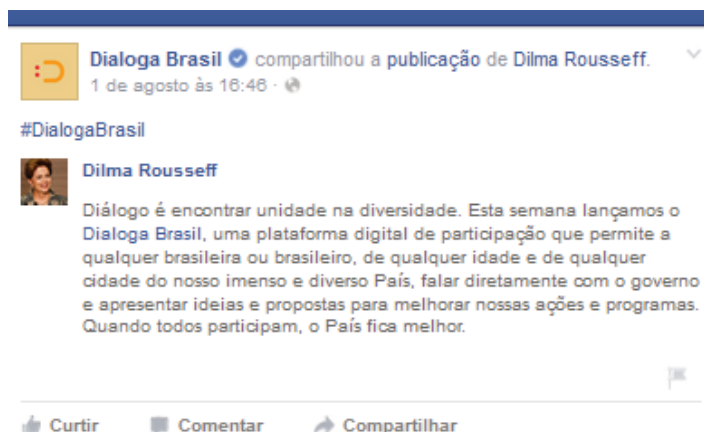 Dialoga Brasil compartilhou a publicação de Dilma Rousseff.
1 de agosto às 16:46 ·
#DialogaBrasil
Dilma Rousseff
Diálogo é encontrar unidade na diversidade. Esta semana lançamos o
Dialoga Brasil, uma plataforma digital de participação que permite a
qualquer brasileira ou brasileiro, de qualquer idade e de qualquer
cidade do nosso imenso e diverso País, falar diretamente com o governo
e apresentar ideias e propostas para melhorar nossas ações e programas.
Quando todos participam, o País fica melhor.
Curtir Comentar Compartilhar